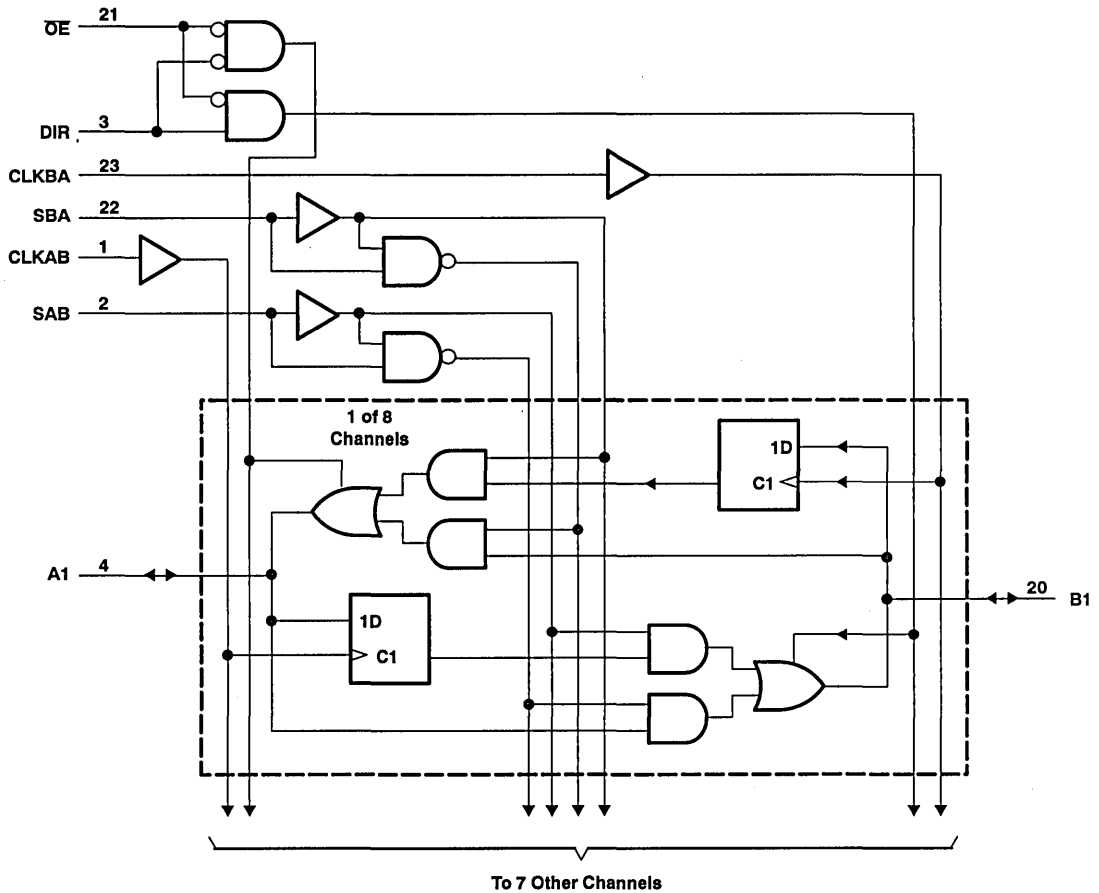 O̅E̅ 21
DIR 3
CLKBA 23
SBA 22
CLKAB 1
SAB 2
1 of 8
Channels
1D
C1
A1 4
1D
C1
20 B1
To 7 Other Channels